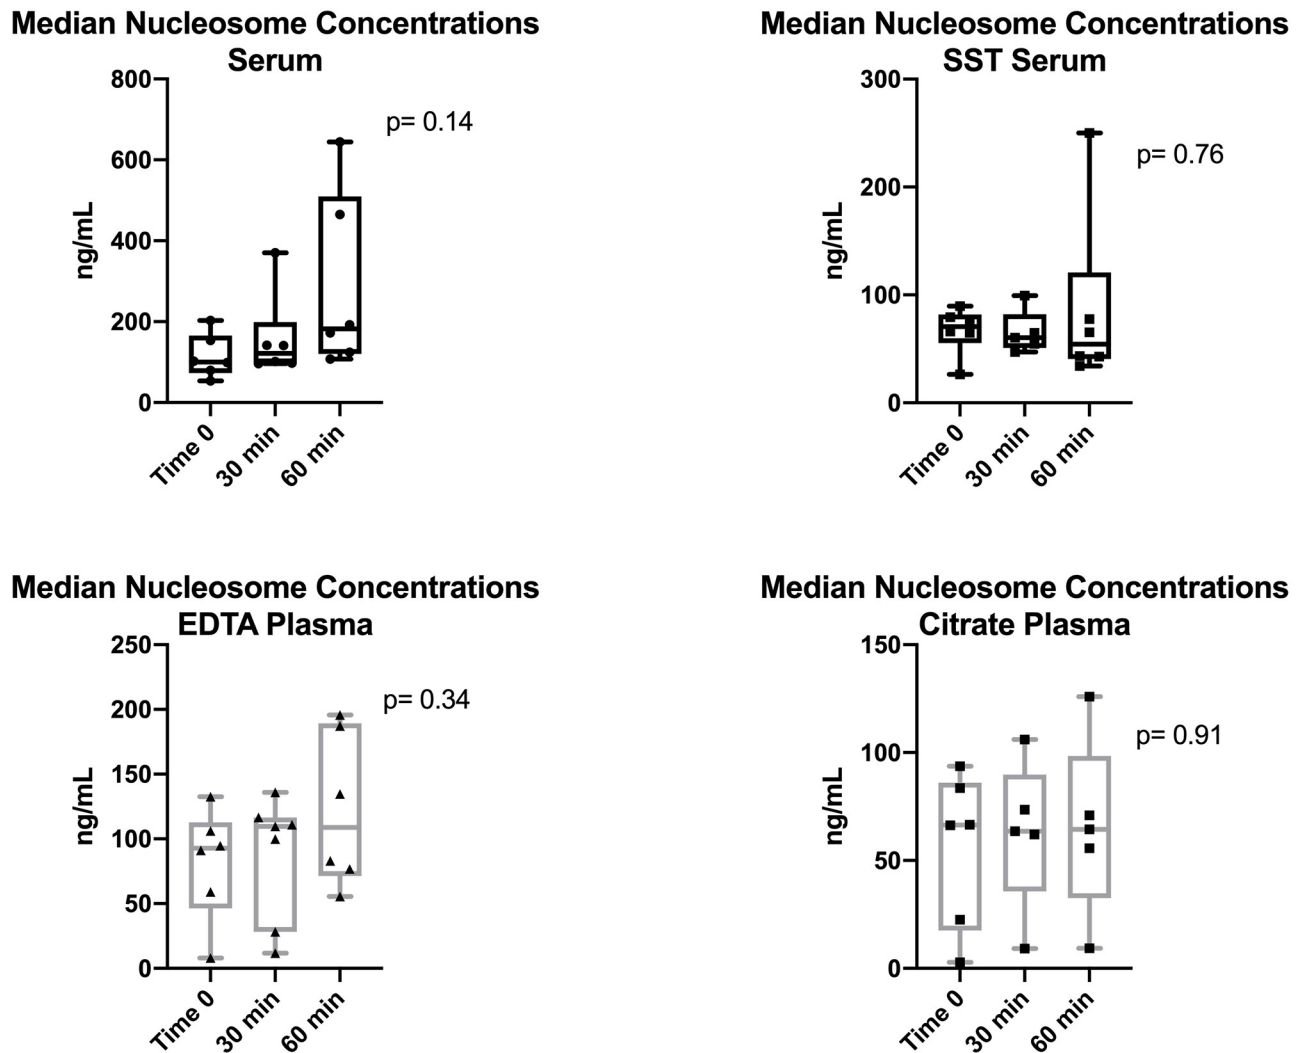 Median Nucleosome Concentrations
Serum
800
600
400
200
0
ng/mL
p= 0.14
Time 0
30 min
60 min
Median Nucleosome Concentrations
SST Serum
300
200
100
0
ng/mL
p= 0.76
Time 0
30 min
60 min
Median Nucleosome Concentrations
EDTA Plasma
250
200
150
100
50
0
ng/mL
p= 0.34
Time 0
30 min
60 min
Median Nucleosome Concentrations
Citrate Plasma
150
100
50
0
ng/mL
p= 0.91
Time 0
30 min
60 min